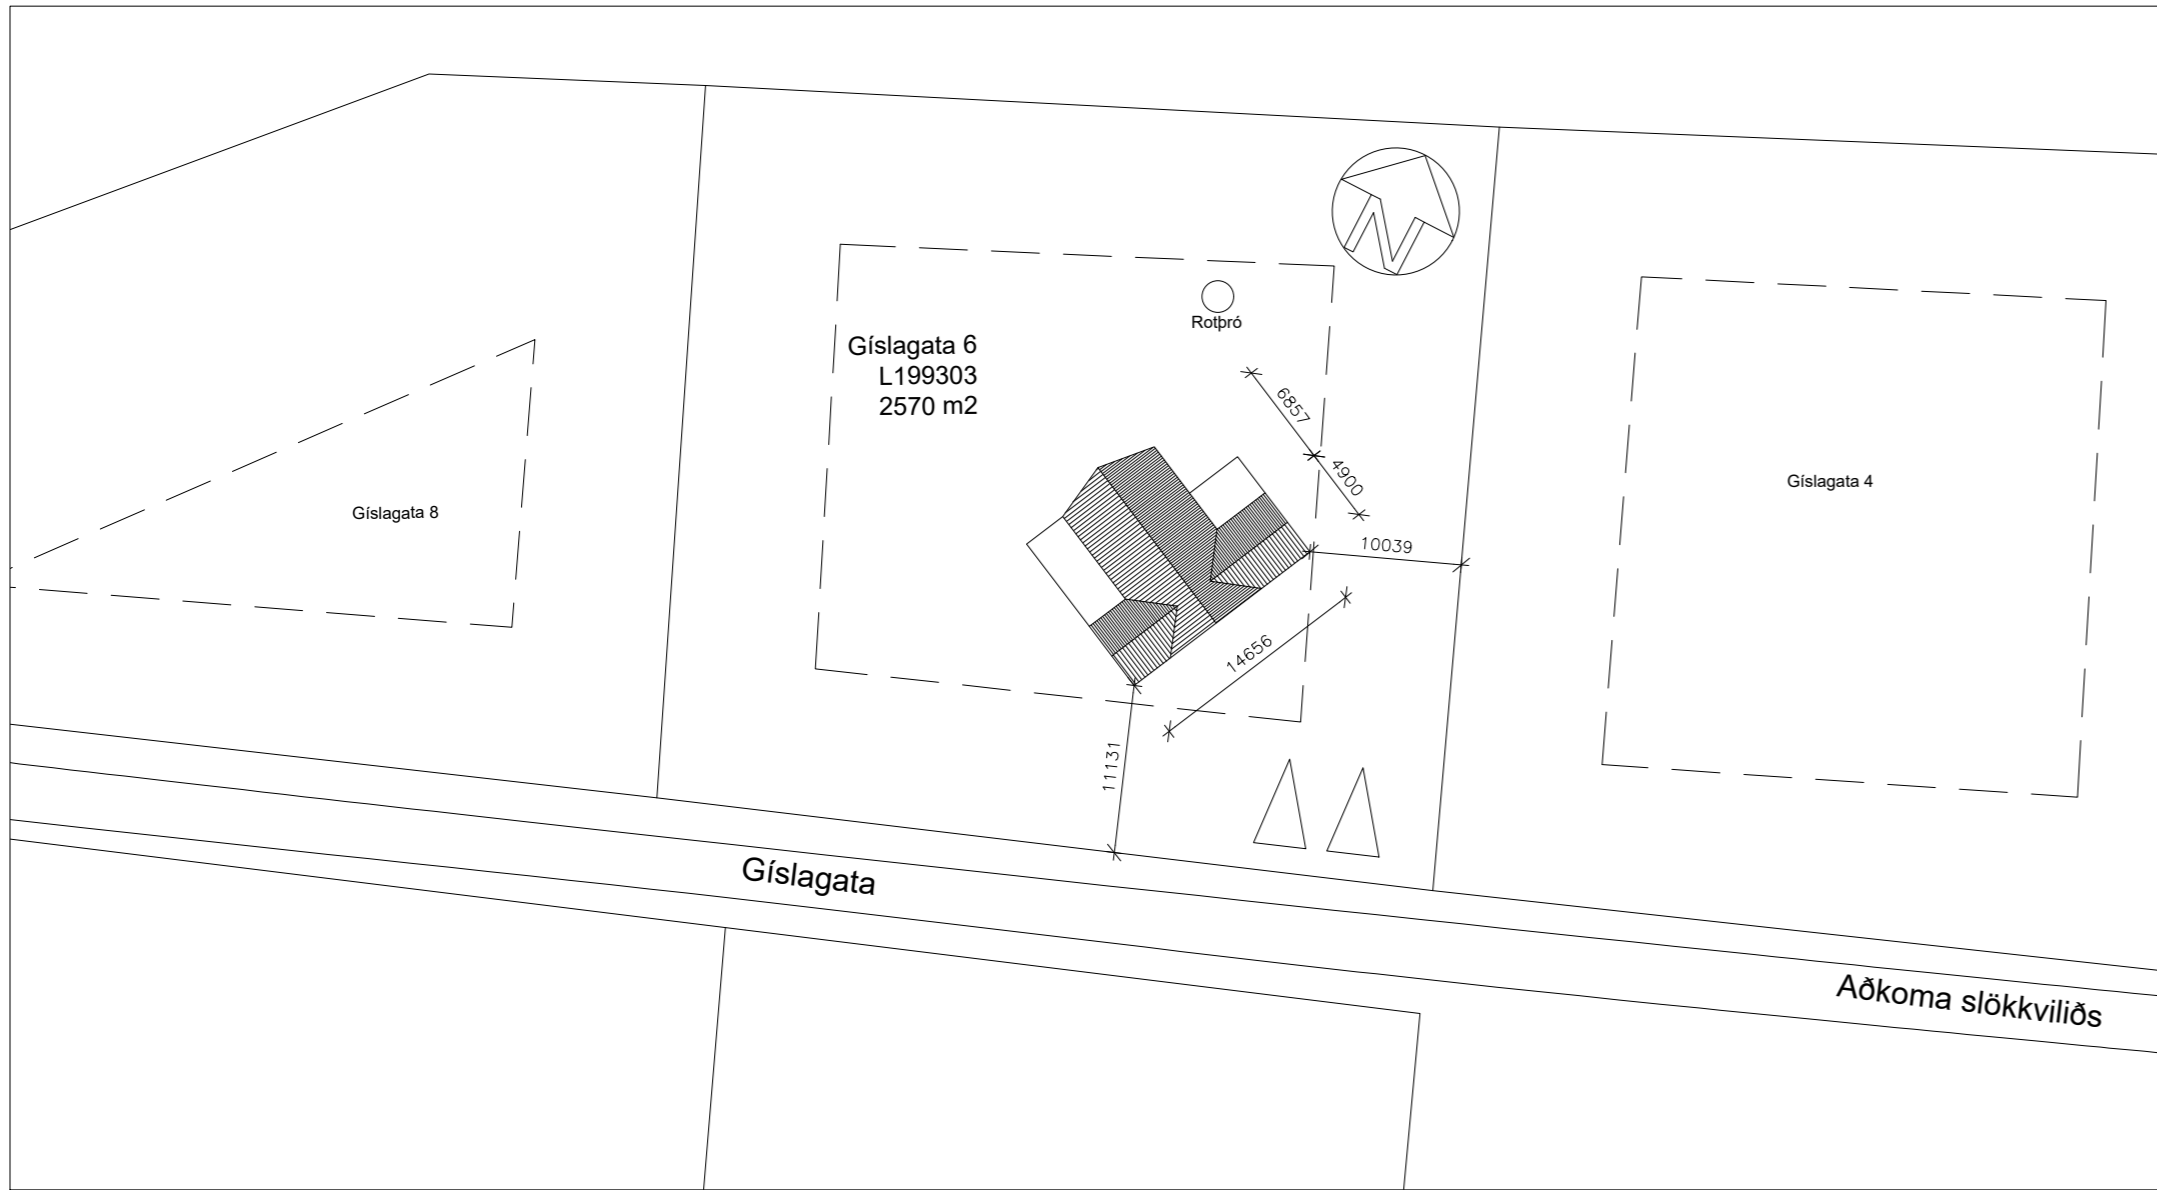 N
Rotþró
Gíslagata 6
L199303
2570 m2
6857
4900
Gíslagata 4
Gíslagata 8
10039
14656
11131
Gíslagata
Aðkoma slökkviliðs